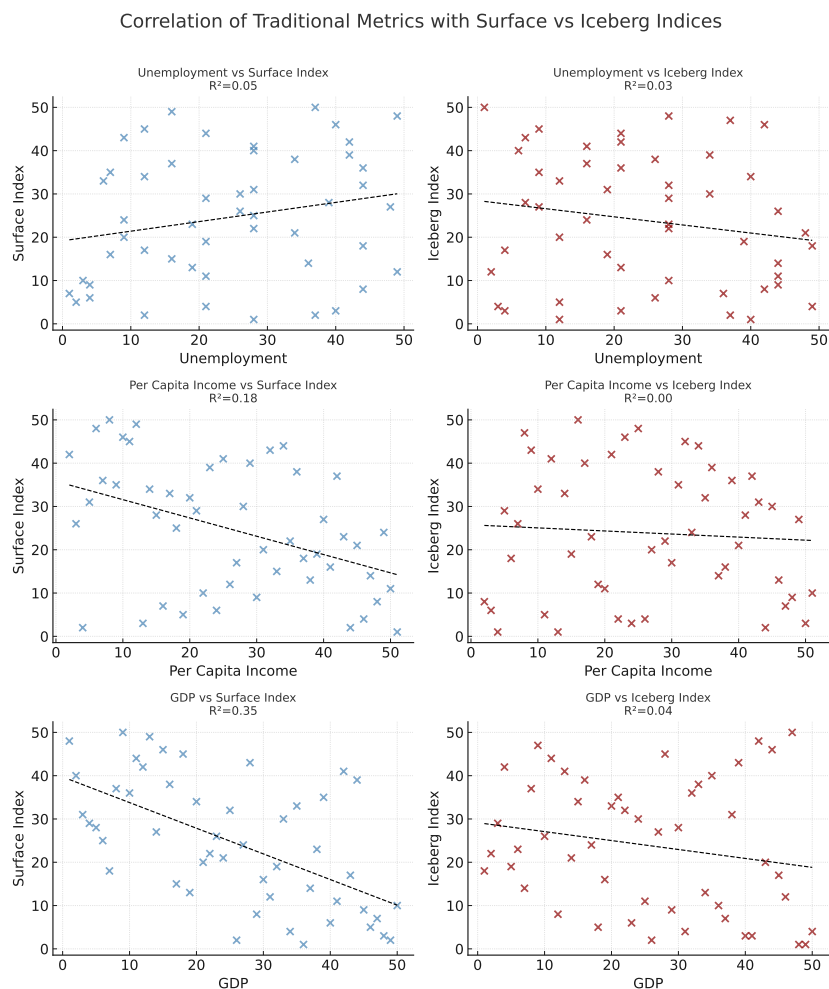 Correlation of Traditional Metrics with Surface vs Iceberg Indices
Unemployment vs Surface Index
R²=0.05
50
40
30
20
10
0
Surface Index
0 10 20 30 40 50
Unemployment
Unemployment vs Iceberg Index
R²=0.03
50
40
30
20
10
0
Iceberg Index
0 10 20 30 40 50
Unemployment
Per Capita Income vs Surface Index
R²=0.18
50
40
30
20
10
0
Surface Index
0 10 20 30 40 50
Per Capita Income
Per Capita Income vs Iceberg Index
R²=0.00
50
40
30
20
10
0
Iceberg Index
0 10 20 30 40 50
Per Capita Income
GDP vs Surface Index
R²=0.35
50
40
30
20
10
0
Surface Index
0 10 20 30 40 50
GDP
GDP vs Iceberg Index
R²=0.04
50
40
30
20
10
0
Iceberg Index
0 10 20 30 40 50
GDP